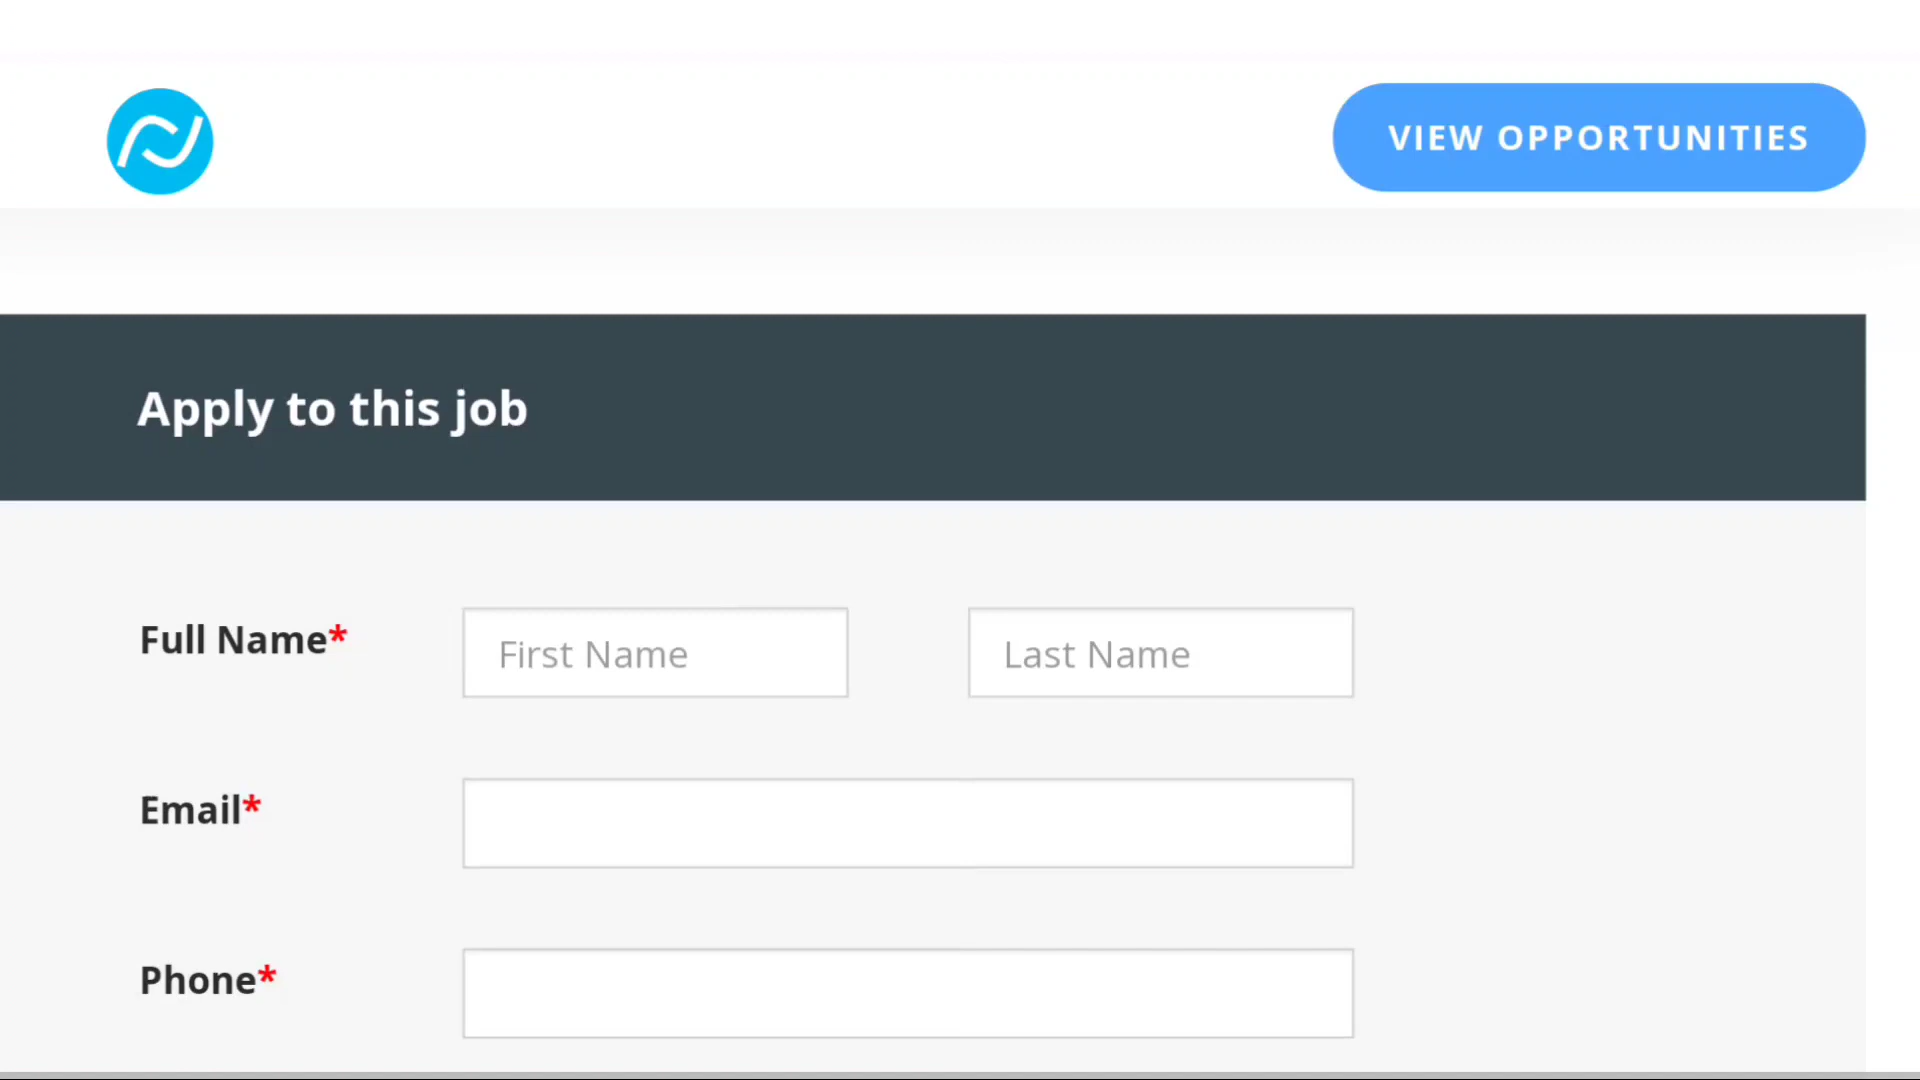 VIEW OPPORTUNITIES
Apply to this job
Full Name* First Name Last Name
Email*
Phone*